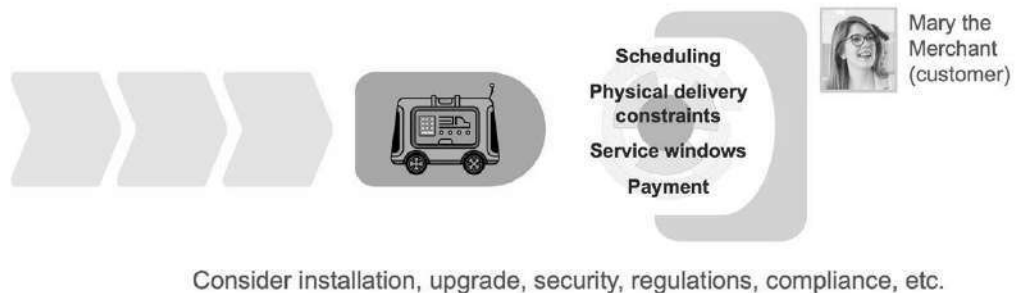 Mary the
Merchant
(customer)
Scheduling
Physical delivery
constraints
Service windows
Payment
Consider installation, upgrade, security, regulations, compliance, etc.